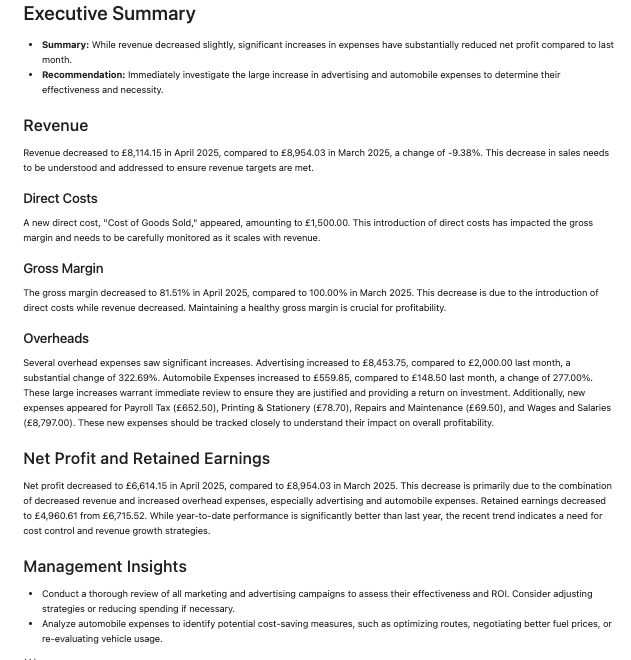 Executive Summary
• Summary: While revenue decreased slightly, significant increases in expenses have substantially reduced net profit compared to last
month.
• Recommendation: Immediately investigate the large increase in advertising and automobile expenses to determine their
effectiveness and necessity.
Revenue
Revenue decreased to £8,114.15 in April 2025, compared to £8,954.03 in March 2025, a change of -9.38%. This decrease in sales needs
to be understood and addressed to ensure revenue targets are met.
Direct Costs
A new direct cost, "Cost of Goods Sold," appeared, amounting to £1,500.00. This introduction of direct costs has impacted the gross
margin and needs to be carefully monitored as it scales with revenue.
Gross Margin
The gross margin decreased to 81.51% in April 2025, compared to 100.00% in March 2025. This decrease is due to the introduction of
direct costs while revenue decreased. Maintaining a healthy gross margin is crucial for profitability.
Overheads
Several overhead expenses saw significant increases. Advertising increased to £8,453.75, compared to £2,000.00 last month, a
substantial change of 322.69%. Automobile Expenses increased to £559.85, compared to £148.50 last month, a change of 277.00%.
These large increases warrant immediate review to ensure they are justified and providing a return on investment. Additionally, new
expenses appeared for Payroll Tax (£652.50), Printing & Stationery (£78.70), Repairs and Maintenance (£69.50), and Wages and Salaries
(£8,797.00). These new expenses should be tracked closely to understand their impact on overall profitability.
Net Profit and Retained Earnings
Net profit decreased to £6,614.15 in April 2025, compared to £8,954.03 in March 2025. This decrease is primarily due to the combination
of decreased revenue and increased overhead expenses, especially advertising and automobile expenses. Retained earnings decreased
to £4,960.61 from £6,715.52. While year-to-date performance is significantly better than last year, the recent trend indicates a need for
cost control and revenue growth strategies.
Management Insights
• Conduct a thorough review of all marketing and advertising campaigns to assess their effectiveness and ROI. Consider adjusting
strategies or reducing spending if necessary.
• Analyze automobile expenses to identify potential cost-saving measures, such as optimizing routes, negotiating better fuel prices, or
re-evaluating vehicle usage.